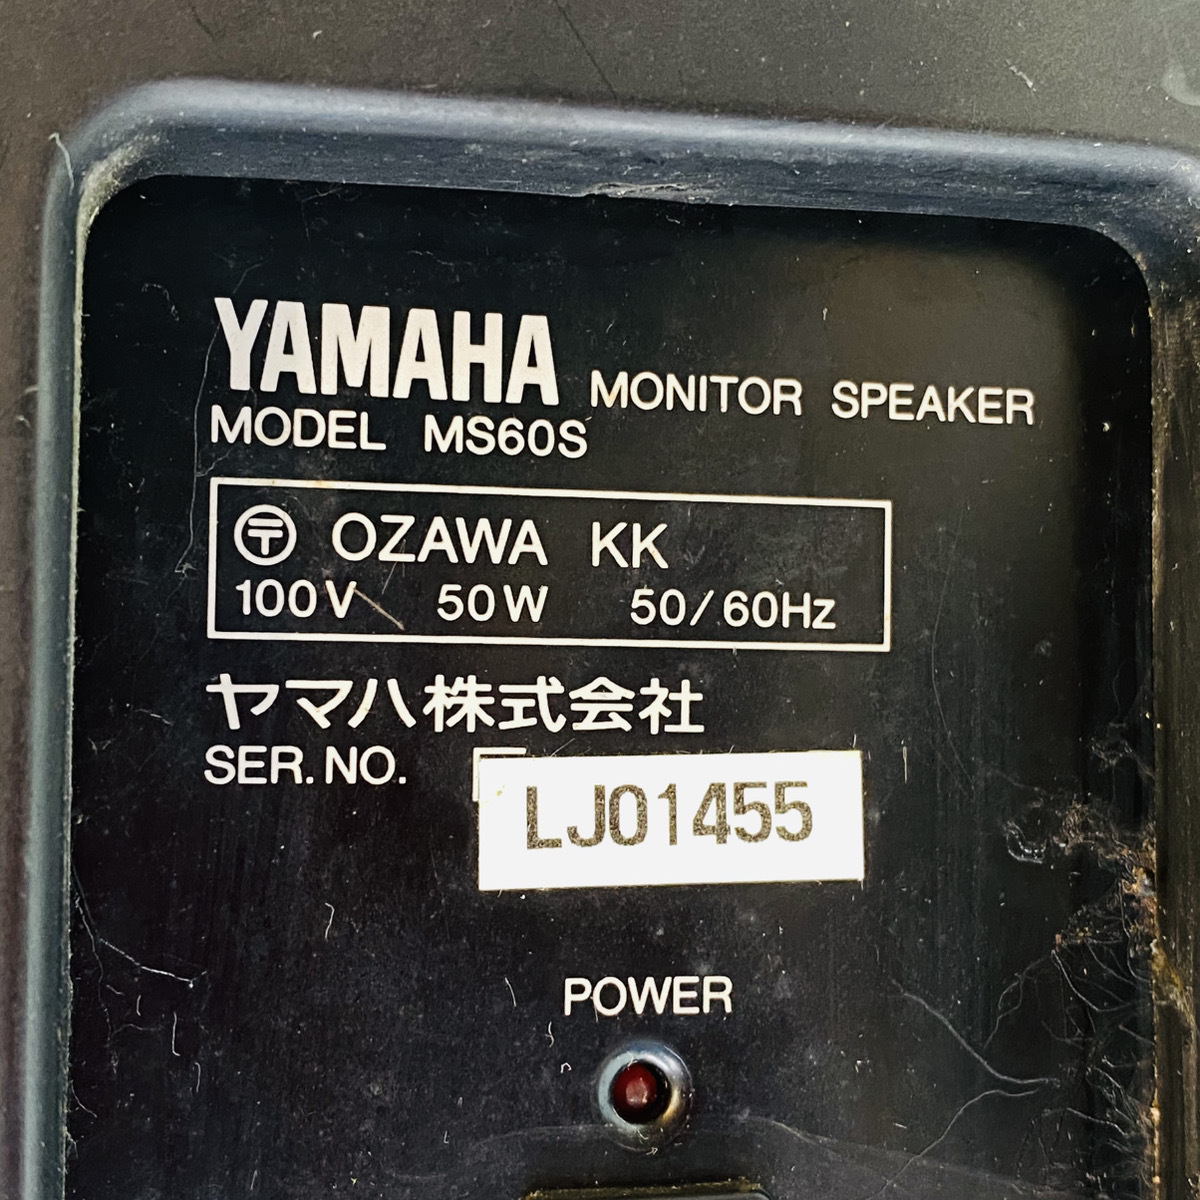 YAMAHA MONITOR SPEAKER
MODEL MS60S
〒 OZAWA KK
100V 50W 50/60Hz
ヤマハ株式会社
SER.NO.
LJ01455
POWER